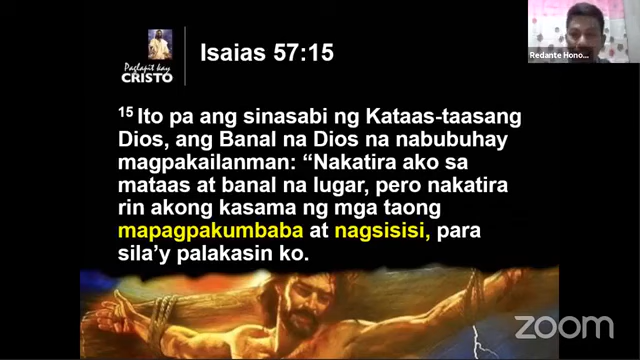 Paglapit kay
CRISTO
Isaias 57:15
Redante Hono...
15 Ito pa ang sinasabi ng Kataas-taasang
Dios, ang Banal na Dios na nabubuhay
magpakailanman: “Nakatira ako sa
mataas at banal na lugar, pero nakatira
rin akong kasama ng mga taong
mapagpakumbaba at nagsisisi, para
sila’y palakasin ko.
zoom